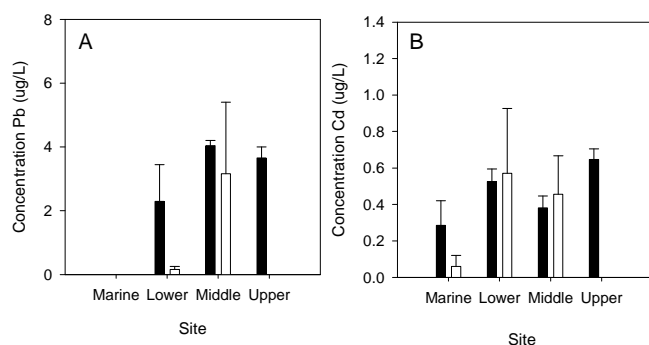 A
Concentration Pb (ug/L)
8
6
4
2
0
Marine Lower Middle Upper
Site
B
Concentration Cd (ug/L)
1.4
1.2
1.0
0.8
0.6
0.4
0.2
0.0
Marine Lower Middle Upper
Site